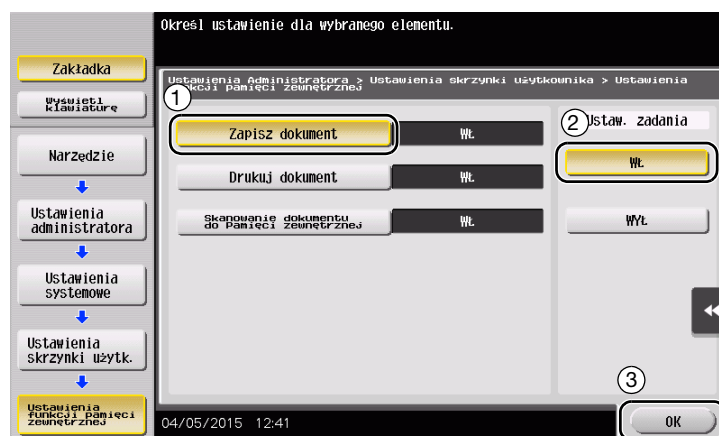 Określ ustawienie dla wybranego elementu.
Zakładka
Wyświetl
klawiaturę
Narzędzie
Ustawienia
administratora
Ustawienia
systemowe
Ustawienia
skrzynki użytk.
Ustawienia
funkcji pamięci
zewnętrznej
Ustawienia Administratora > Ustawienia skrzynki użytkownika > Ustawienia
funkcji pamięci zewnętrznej
1
Zapisz dokument
WŁ
Drukuj dokument
WŁ
Skanowanie dokumentu
do Pamięci zewnętrznej
WŁ
2
Ustaw. zadania
WŁ
WYŁ
3
04/05/2015 12:41
OK